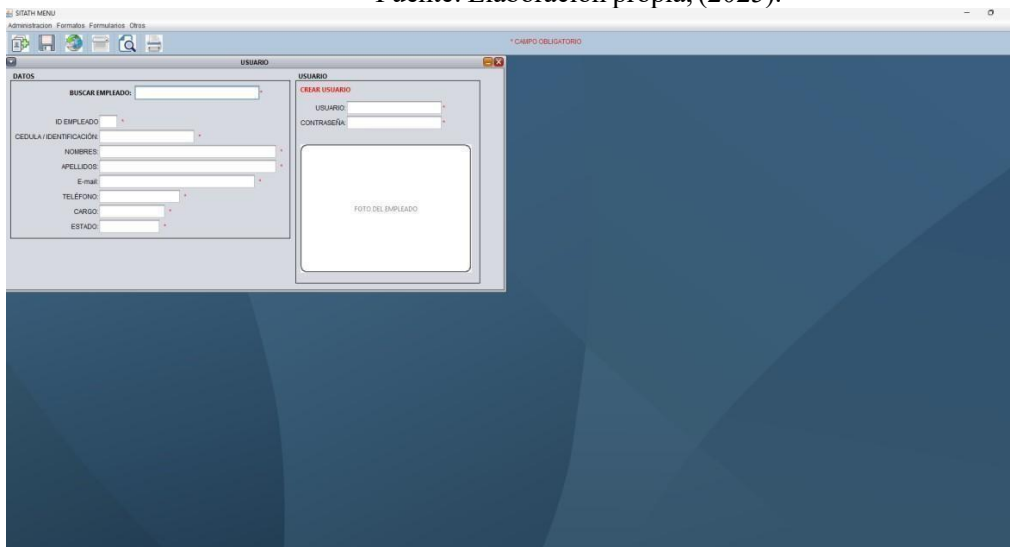 Fuente: Elaboración propia, (2023).
SITATH MENU
Administracion Formatos Formularios Otros
* CAMPO OBLIGATORIO
USUARIO
DATOS
BUSCAR EMPLEADO: *
ID EMPLEADO *
CEDULA / IDENTIFICACIÓN: *
NOMBRES: *
APELLIDOS: *
E-mail: *
TELÉFONO: *
CARGO: *
ESTADO: *
USUARIO
CREAR USUARIO
USUARIO: *
CONTRASEÑA: *
FOTO DEL EMPLEADO